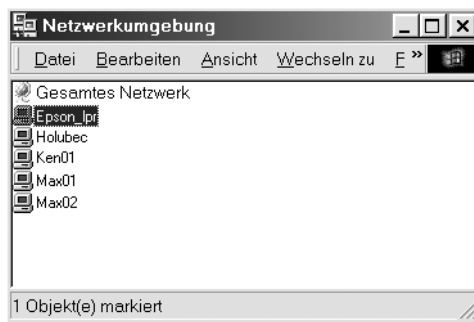 Netzwerkumgebung
Datei Bearbeiten Ansicht Wechseln zu F »
Gesamtes Netzwerk
Epson_lpr
Holubec
Ken01
Max01
Max02
1 Objekt(e) markiert